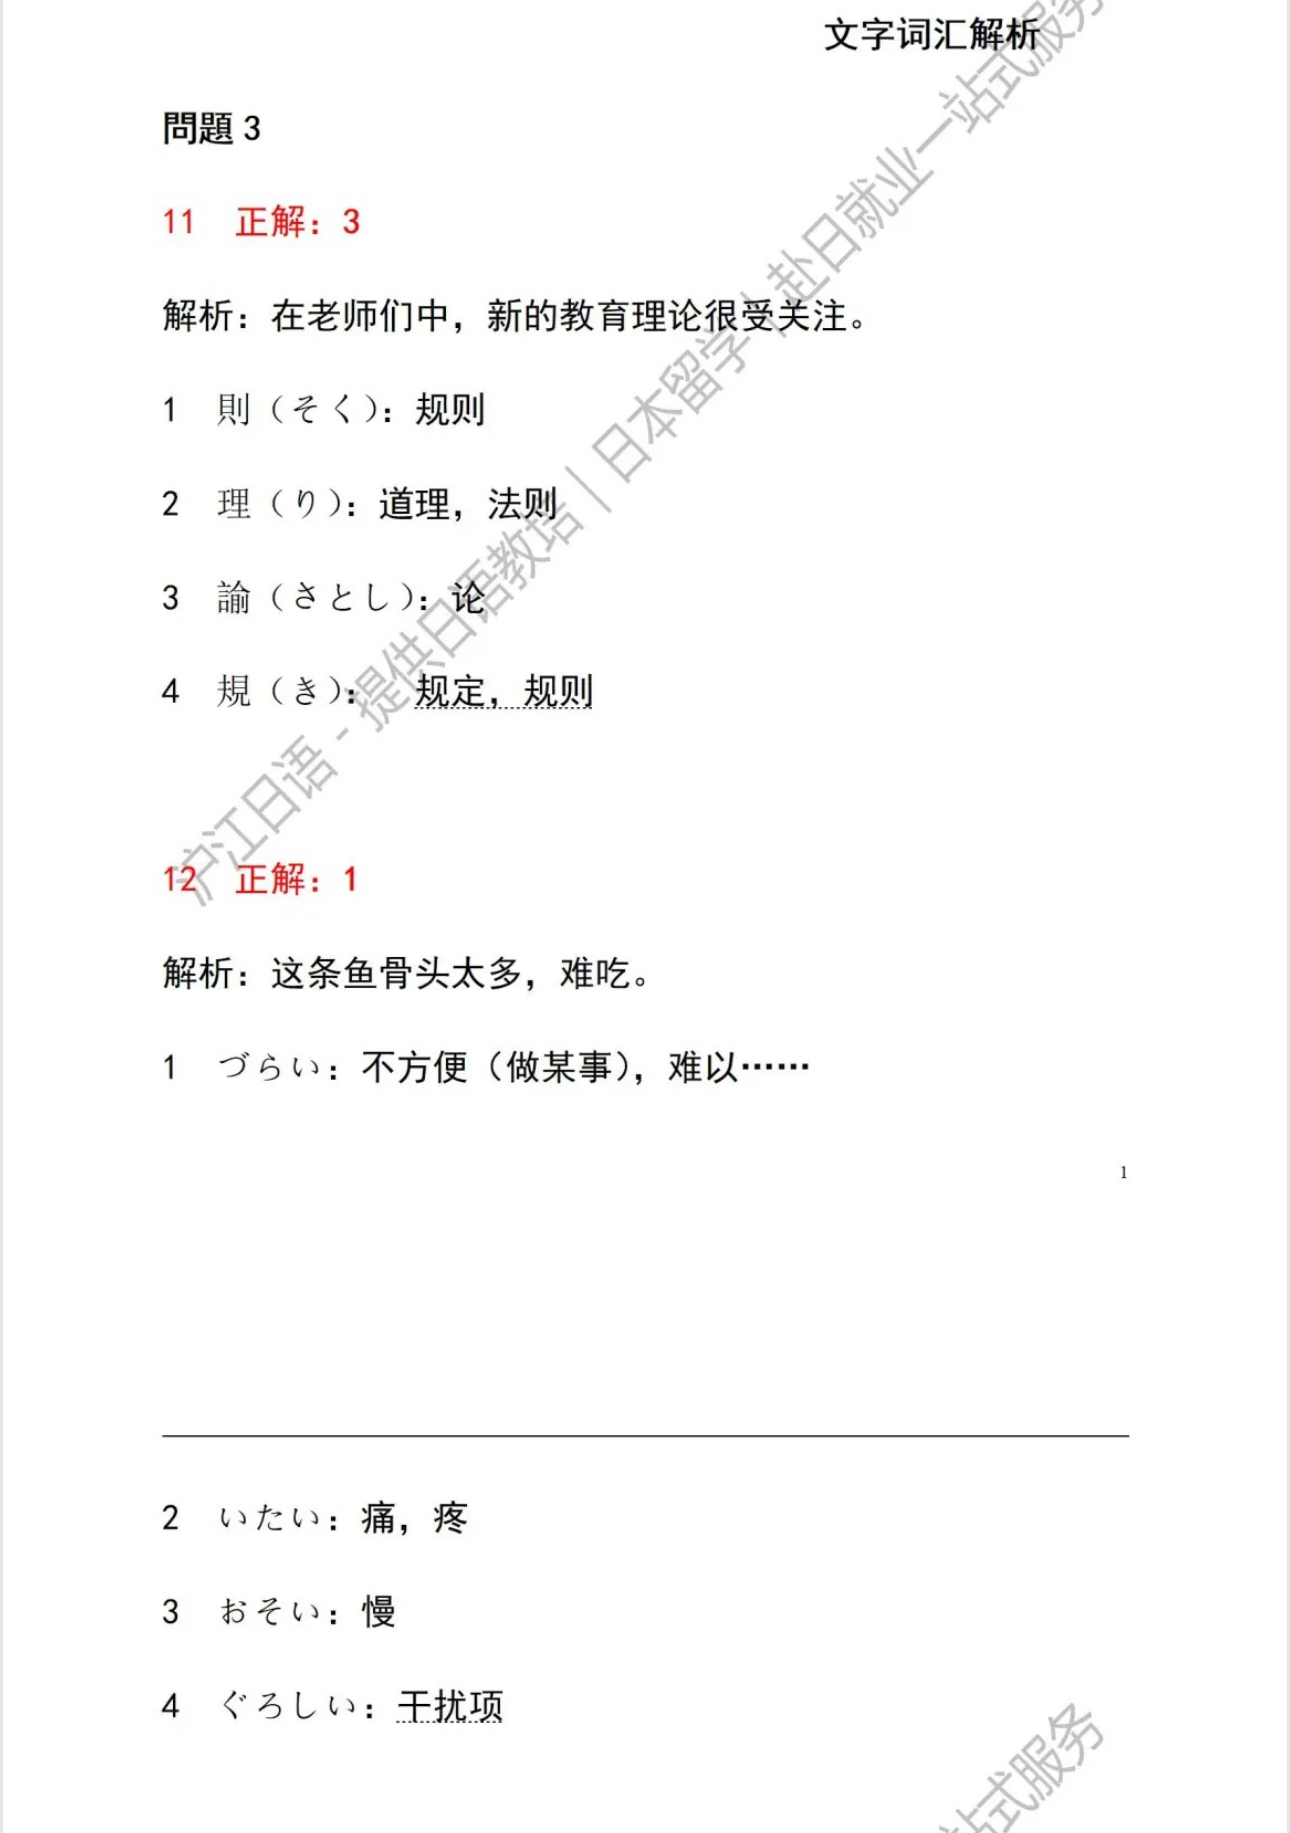 文字词汇解析
問題 3
11 正解：3
解析：在老师们中，新的教育理论很受关注。
1 則（そく）：规则
2 理（り）：道理，法则
3 諭（さとし）：论
4 規（き）： 规定，规则
12 正解：1
解析：这条鱼骨头太多，难吃。
1 づらい：不方便（做某事），难以……
1
2 いたい：痛，疼
3 おそい：慢
4 ぐろしい：干扰项
沪江日语 - 提供日语教培｜日本留学｜赴日就业一站式服务
站式服务